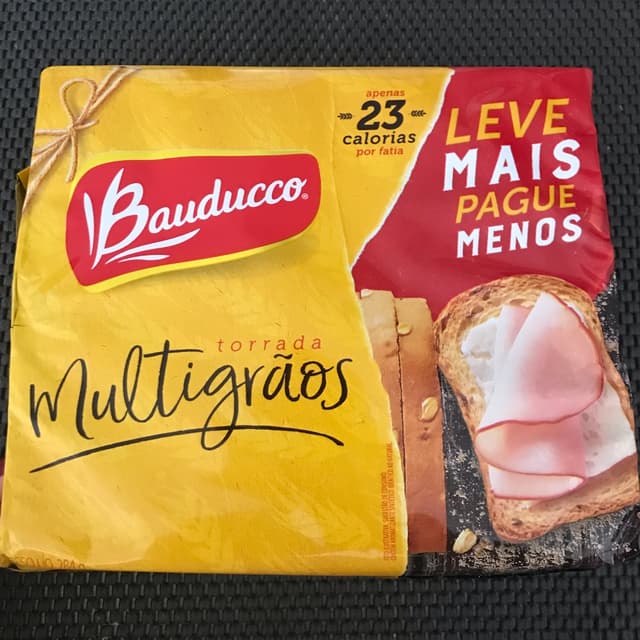 apenas
23
calorias
por fatia
LEVE
MAIS
PAGUE
MENOS
Bauducco
torrada
Multigrãos